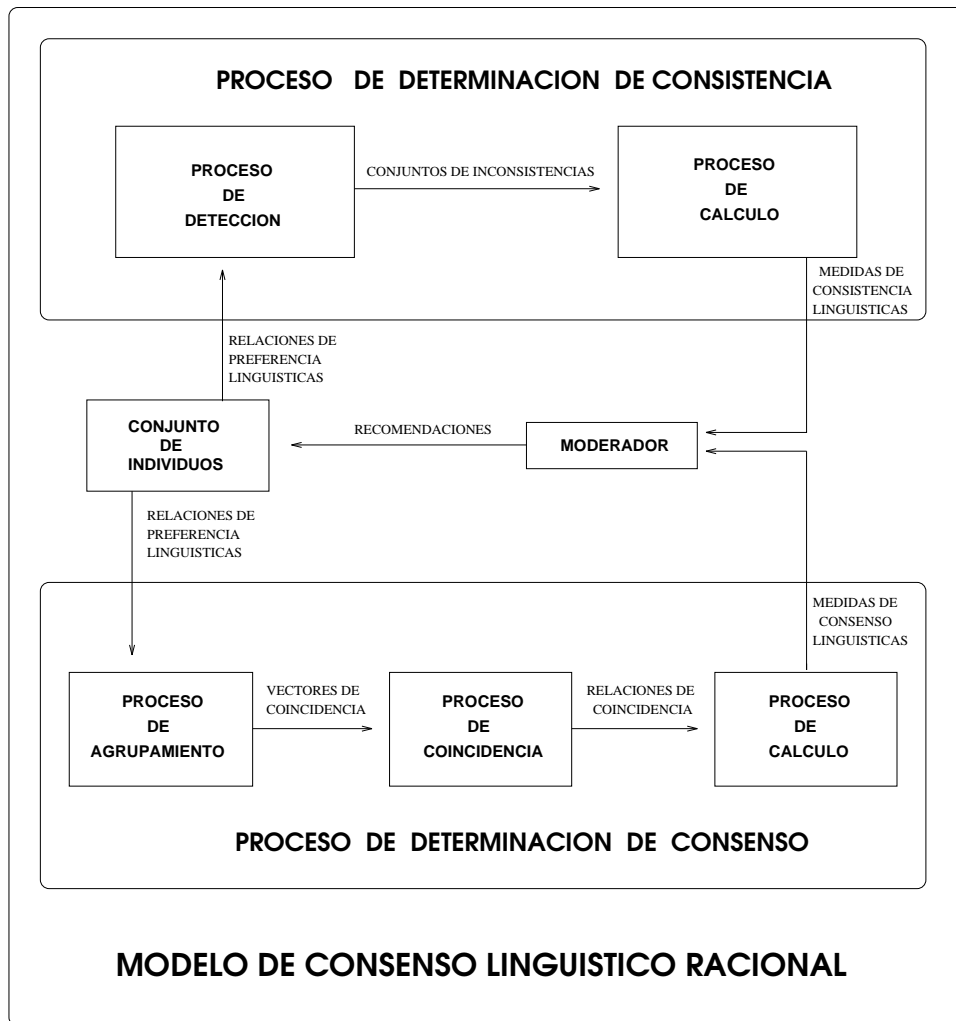 PROCESO DE DETERMINACION DE CONSISTENCIA
PROCESO
DE
DETECCION
CONJUNTOS DE INCONSISTENCIAS
PROCESO
DE
CALCULO
MEDIDAS DE
CONSISTENCIA
LINGUISTICAS
RELACIONES DE
PREFERENCIA
LINGUISTICAS
CONJUNTO
DE
INDIVIDUOS
RECOMENDACIONES
MODERADOR
RELACIONES DE
PREFERENCIA
LINGUISTICAS
MEDIDAS DE
CONSENSO
LINGUISTICAS
PROCESO
DE
AGRUPAMIENTO
VECTORES DE
COINCIDENCIA
PROCESO
DE
COINCIDENCIA
RELACIONES DE
COINCIDENCIA
PROCESO
DE
CALCULO
PROCESO DE DETERMINACION DE CONSENSO
MODELO DE CONSENSO LINGUISTICO RACIONAL